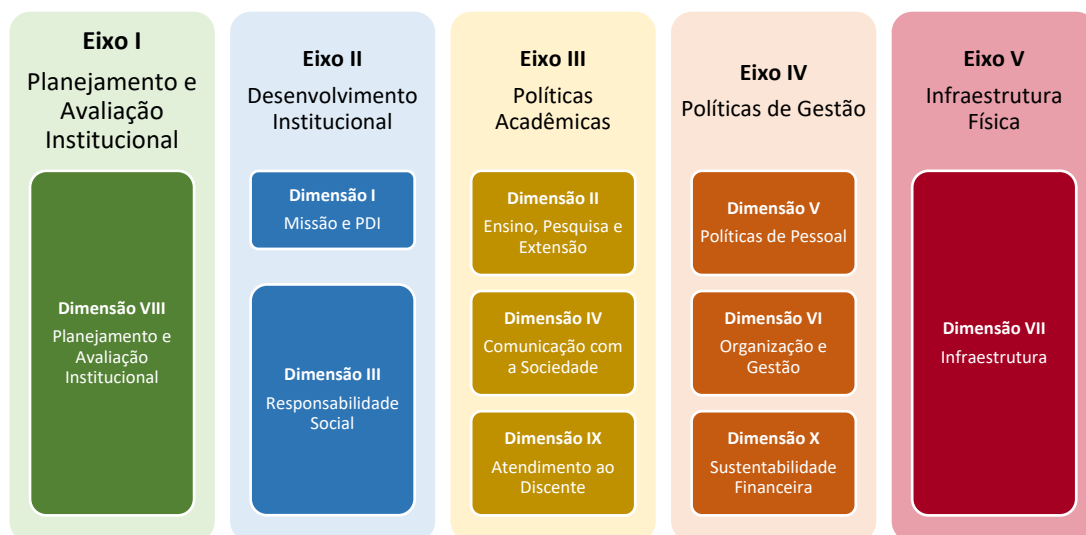 Eixo I
Planejamento e
Avaliação
Institucional
Dimensão VIII
Planejamento e
Avaliação
Institucional
Eixo II
Desenvolvimento
Institucional
Dimensão I
Missão e PDI
Dimensão III
Responsabilidade
Social
Eixo III
Políticas
Acadêmicas
Dimensão II
Ensino, Pesquisa e
Extensão
Dimensão IV
Comunicação com
a Sociedade
Dimensão IX
Atendimento ao
Discente
Eixo IV
Políticas de Gestão
Dimensão V
Políticas de Pessoal
Dimensão VI
Organização e
Gestão
Dimensão X
Sustentabilidade
Financeira
Eixo V
Infraestrutura
Física
Dimensão VII
Infraestrutura